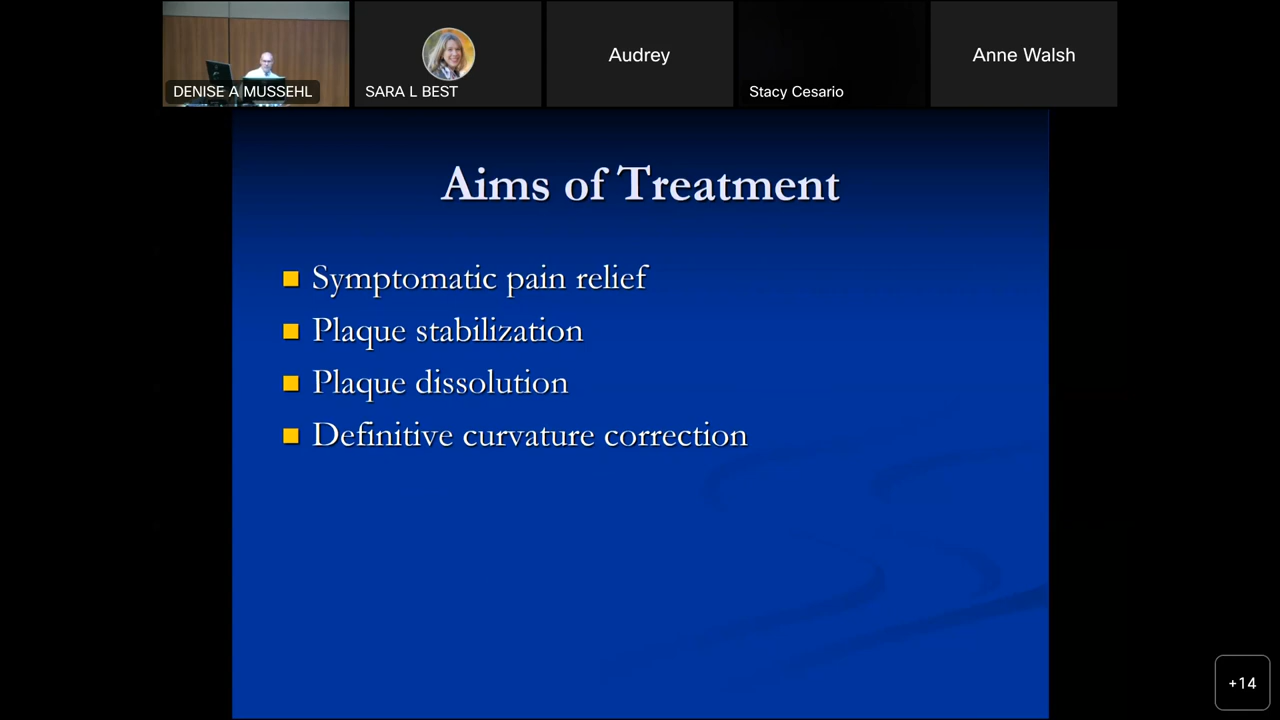 DENISE A MUSSEHL
SARA L BEST
Audrey
Stacy Cesario
Anne Walsh
Aims of Treatment
Symptomatic pain relief
Plaque stabilization
Plaque dissolution
Definitive curvature correction
+14